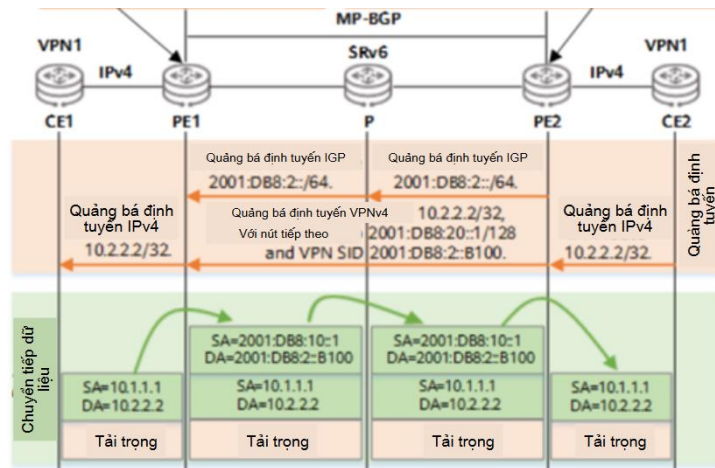 MP-BGP
VPN1
SRv6
VPN1
IPv4
IPv4
CE1
PE1
P
PE2
CE2
Quảng bá định tuyến IGP
Quảng bá định tuyến IGP
2001:DB8:2::/64.
2001:DB8:2::/64.
Quảng bá định
tuyến IPv4
10.2.2.2/32.
Quảng bá định tuyến VPNv4
10.2.2.2/32,
Với nút tiếp theo
2001:DB8:20::1/128
and VPN SID 2001:DB8:2::B100.
Quảng bá định
tuyến IPv4
10.2.2.2/32.
Quảng bá định
tuyến
Chuyển tiếp dữ
liệu
SA=10.1.1.1
DA=10.2.2.2
Tải trọng
SA=2001:DB8:10::1
DA=2001:DB8:2::B100
SA=10.1.1.1
DA=10.2.2.2
Tải trọng
SA=2001:DB8:10::1
DA=2001:DB8:2::B100
SA=10.1.1.1
DA=10.2.2.2
Tải trọng
SA=10.1.1.1
DA=10.2.2.2
Tải trọng